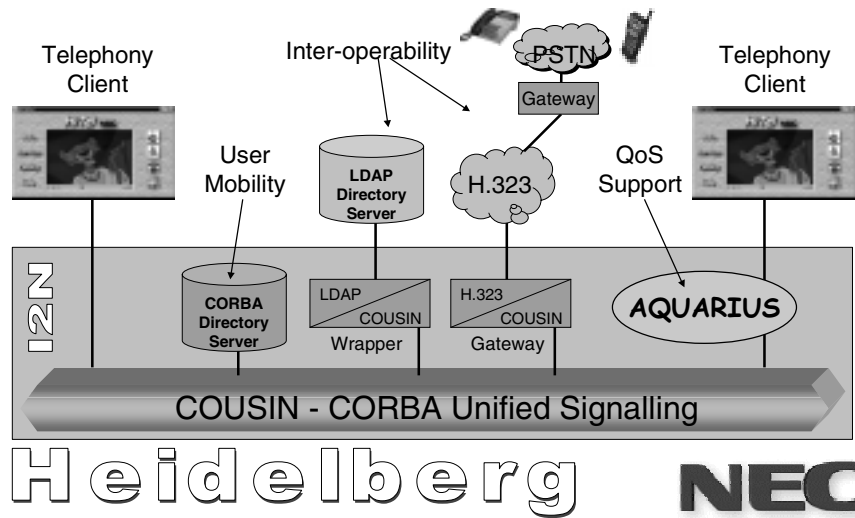 Telephony
Client
Inter-operability
PSTN
Gateway
Telephony
Client
User
Mobility
LDAP
Directory
Server
H.323
QoS
Support
I2N
CORBA
Directory
Server
LDAP
COUSIN
Wrapper
H.323
COUSIN
Gateway
AQUARIUS
COUSIN - CORBA Unified Signalling
Heidelberg
NEC